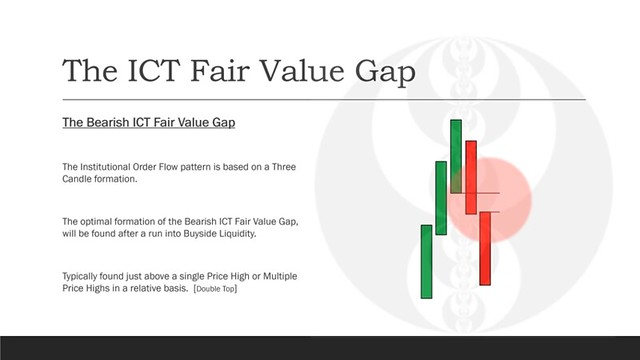 The ICT Fair Value Gap
The Bearish ICT Fair Value Gap
The Institutional Order Flow pattern is based on a Three
Candle formation.
The optimal formation of the Bearish ICT Fair Value Gap,
will be found after a run into Buyside Liquidity.
Typically found just above a single Price High or Multiple
Price Highs in a relative basis. [Double Top]